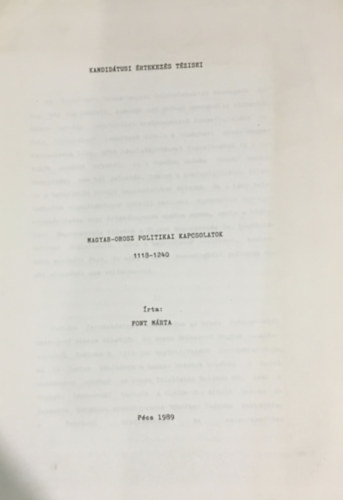 KANDIDÁTUSI ÉRTEKEZÉS TÉZISEI
MAGYAR-OROSZ POLITIKAI KAPCSOLATOK
1118-1240
Írta:
FONT MÁRTA
Pécs 1989